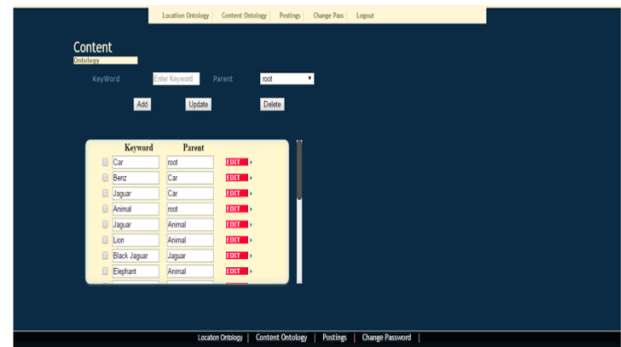 Location Ontology | Content Ontology | Postings | Change Pass | Logout
Content
Ontology
KeyWord Enter Keyword Parent root
Add Update Delete
Keyword Parent
Car root EDIT
Benz Car EDIT
Jaguar Car EDIT
Animal root EDIT
Jaguar Animal EDIT
Lion Animal EDIT
Black Jaguar Jaguar EDIT
Elephant Animal EDIT
Location Ontology | Content Ontology | Postings | Change Password |